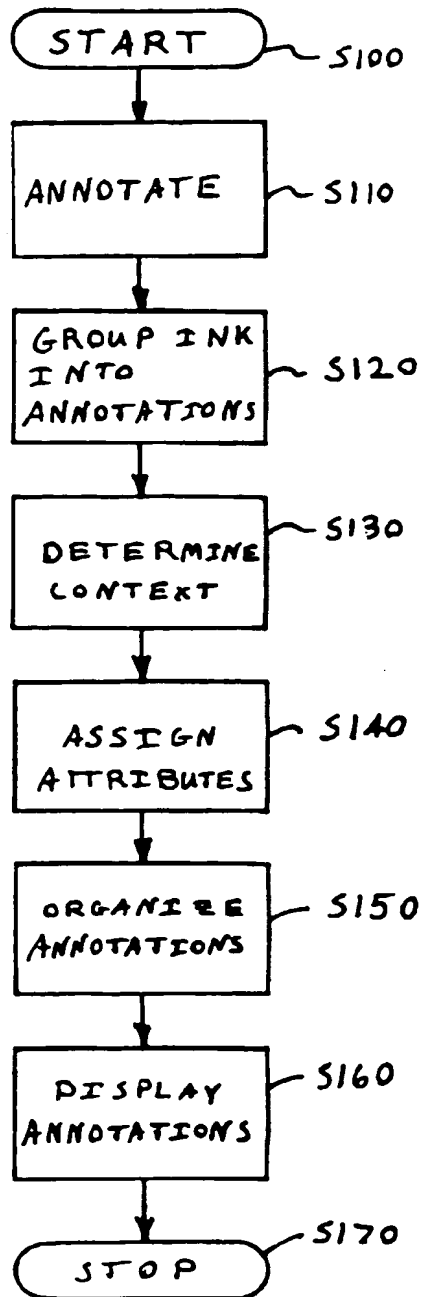 START
S100
ANNOTATE
S110
GROUP INK
INTO
ANNOTATIONS
S120
S130
DETERMINE
CONTEXT
S140
ASSIGN
ATTRIBUTES
S150
ORGANIZE
ANNOTATIONS
S160
DISPLAY
ANNOTATIONS
S170
STOP